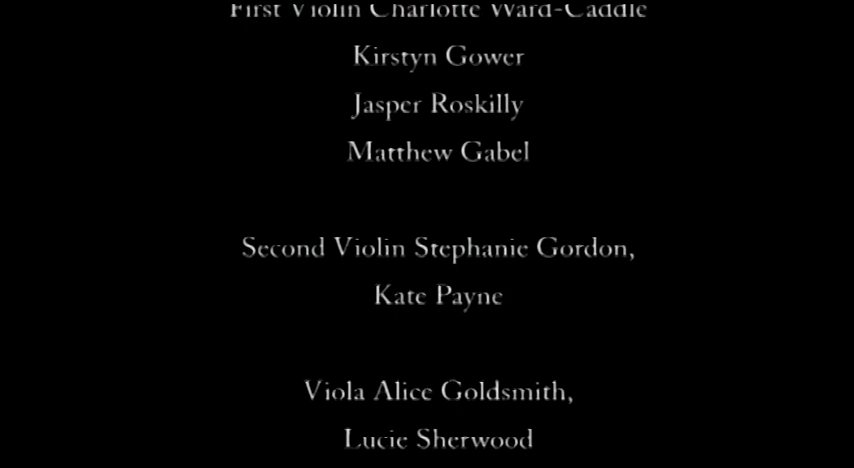 First Violin Charlotte Ward-Caddle
Kirstyn Gower
Jasper Roskilly
Matthew Gabel
Second Violin Stephanie Gordon,
Kate Payne
Viola Alice Goldsmith,
Lucie Sherwood